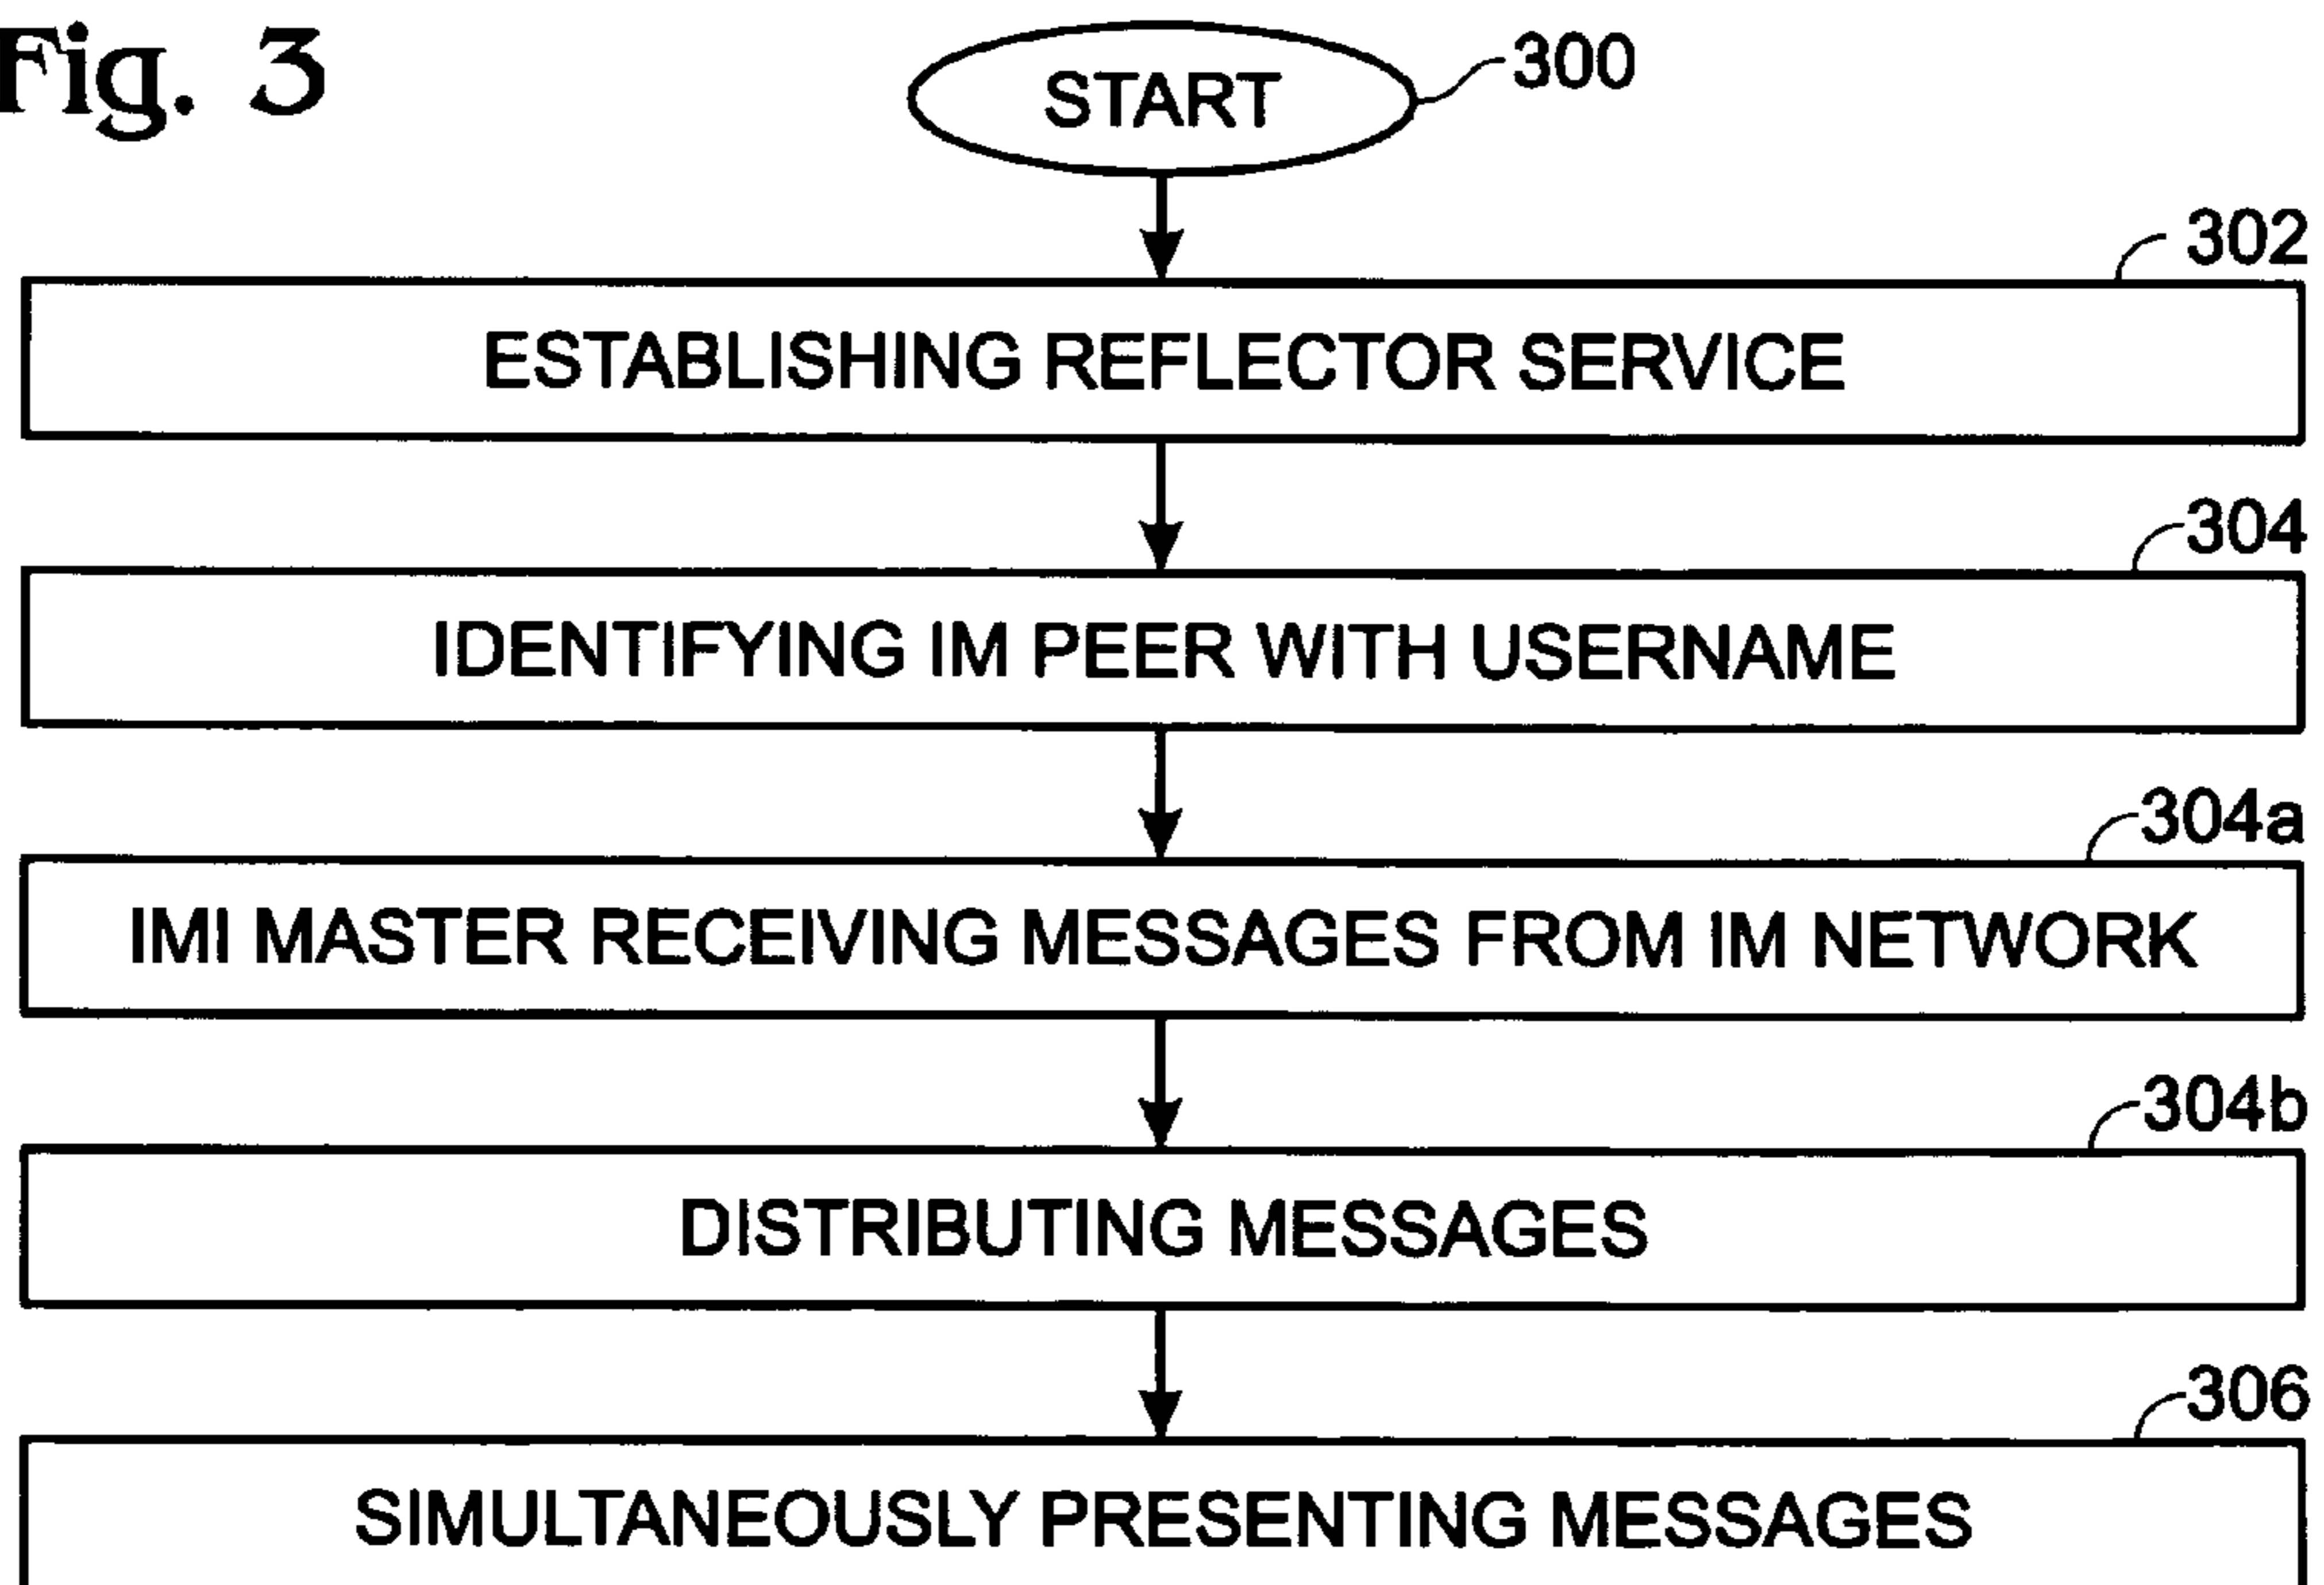 Fig. 3
START
300
302
ESTABLISHING REFLECTOR SERVICE
304
IDENTIFYING IM PEER WITH USERNAME
304a
IMI MASTER RECEIVING MESSAGES FROM IM NETWORK
304b
DISTRIBUTING MESSAGES
306
SIMULTANEOUSLY PRESENTING MESSAGES